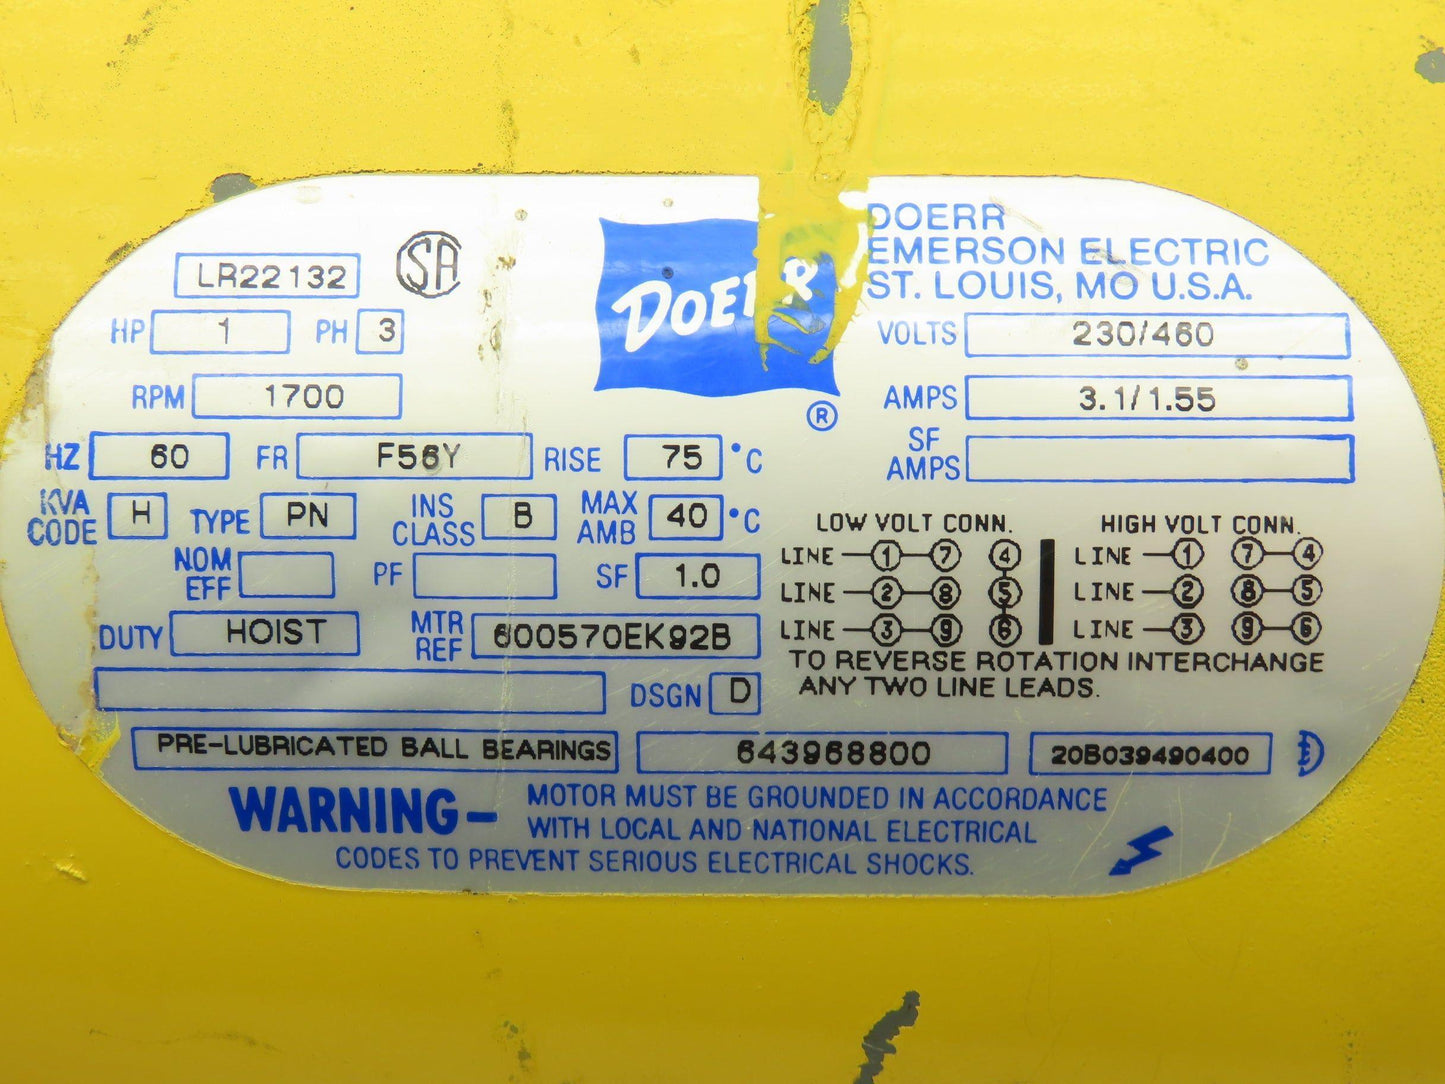 LR22132
SA
DOERR
®
DOERR
EMERSON ELECTRIC
ST. LOUIS, MO U.S.A.
HP 1 PH 3
VOLTS 230/460
RPM 1700
AMPS 3.1/1.55
HZ 60 FR F56Y RISE 75 °C
SF AMPS
KVA CODE H TYPE PN INS CLASS B MAX AMB 40 °C
NOM EFF PF SF 1.0
DUTY HOIST MTR REF 600570EK92B
DSGN D
LOW VOLT CONN.
LINE 1 7 4
LINE 2 8 5
LINE 3 9 6
HIGH VOLT CONN.
LINE 1 7 4
LINE 2 8 5
LINE 3 9 6
TO REVERSE ROTATION INTERCHANGE
ANY TWO LINE LEADS.
PRE-LUBRICATED BALL BEARINGS 643968800 20B039490400
WARNING- MOTOR MUST BE GROUNDED IN ACCORDANCE
WITH LOCAL AND NATIONAL ELECTRICAL
CODES TO PREVENT SERIOUS ELECTRICAL SHOCKS.